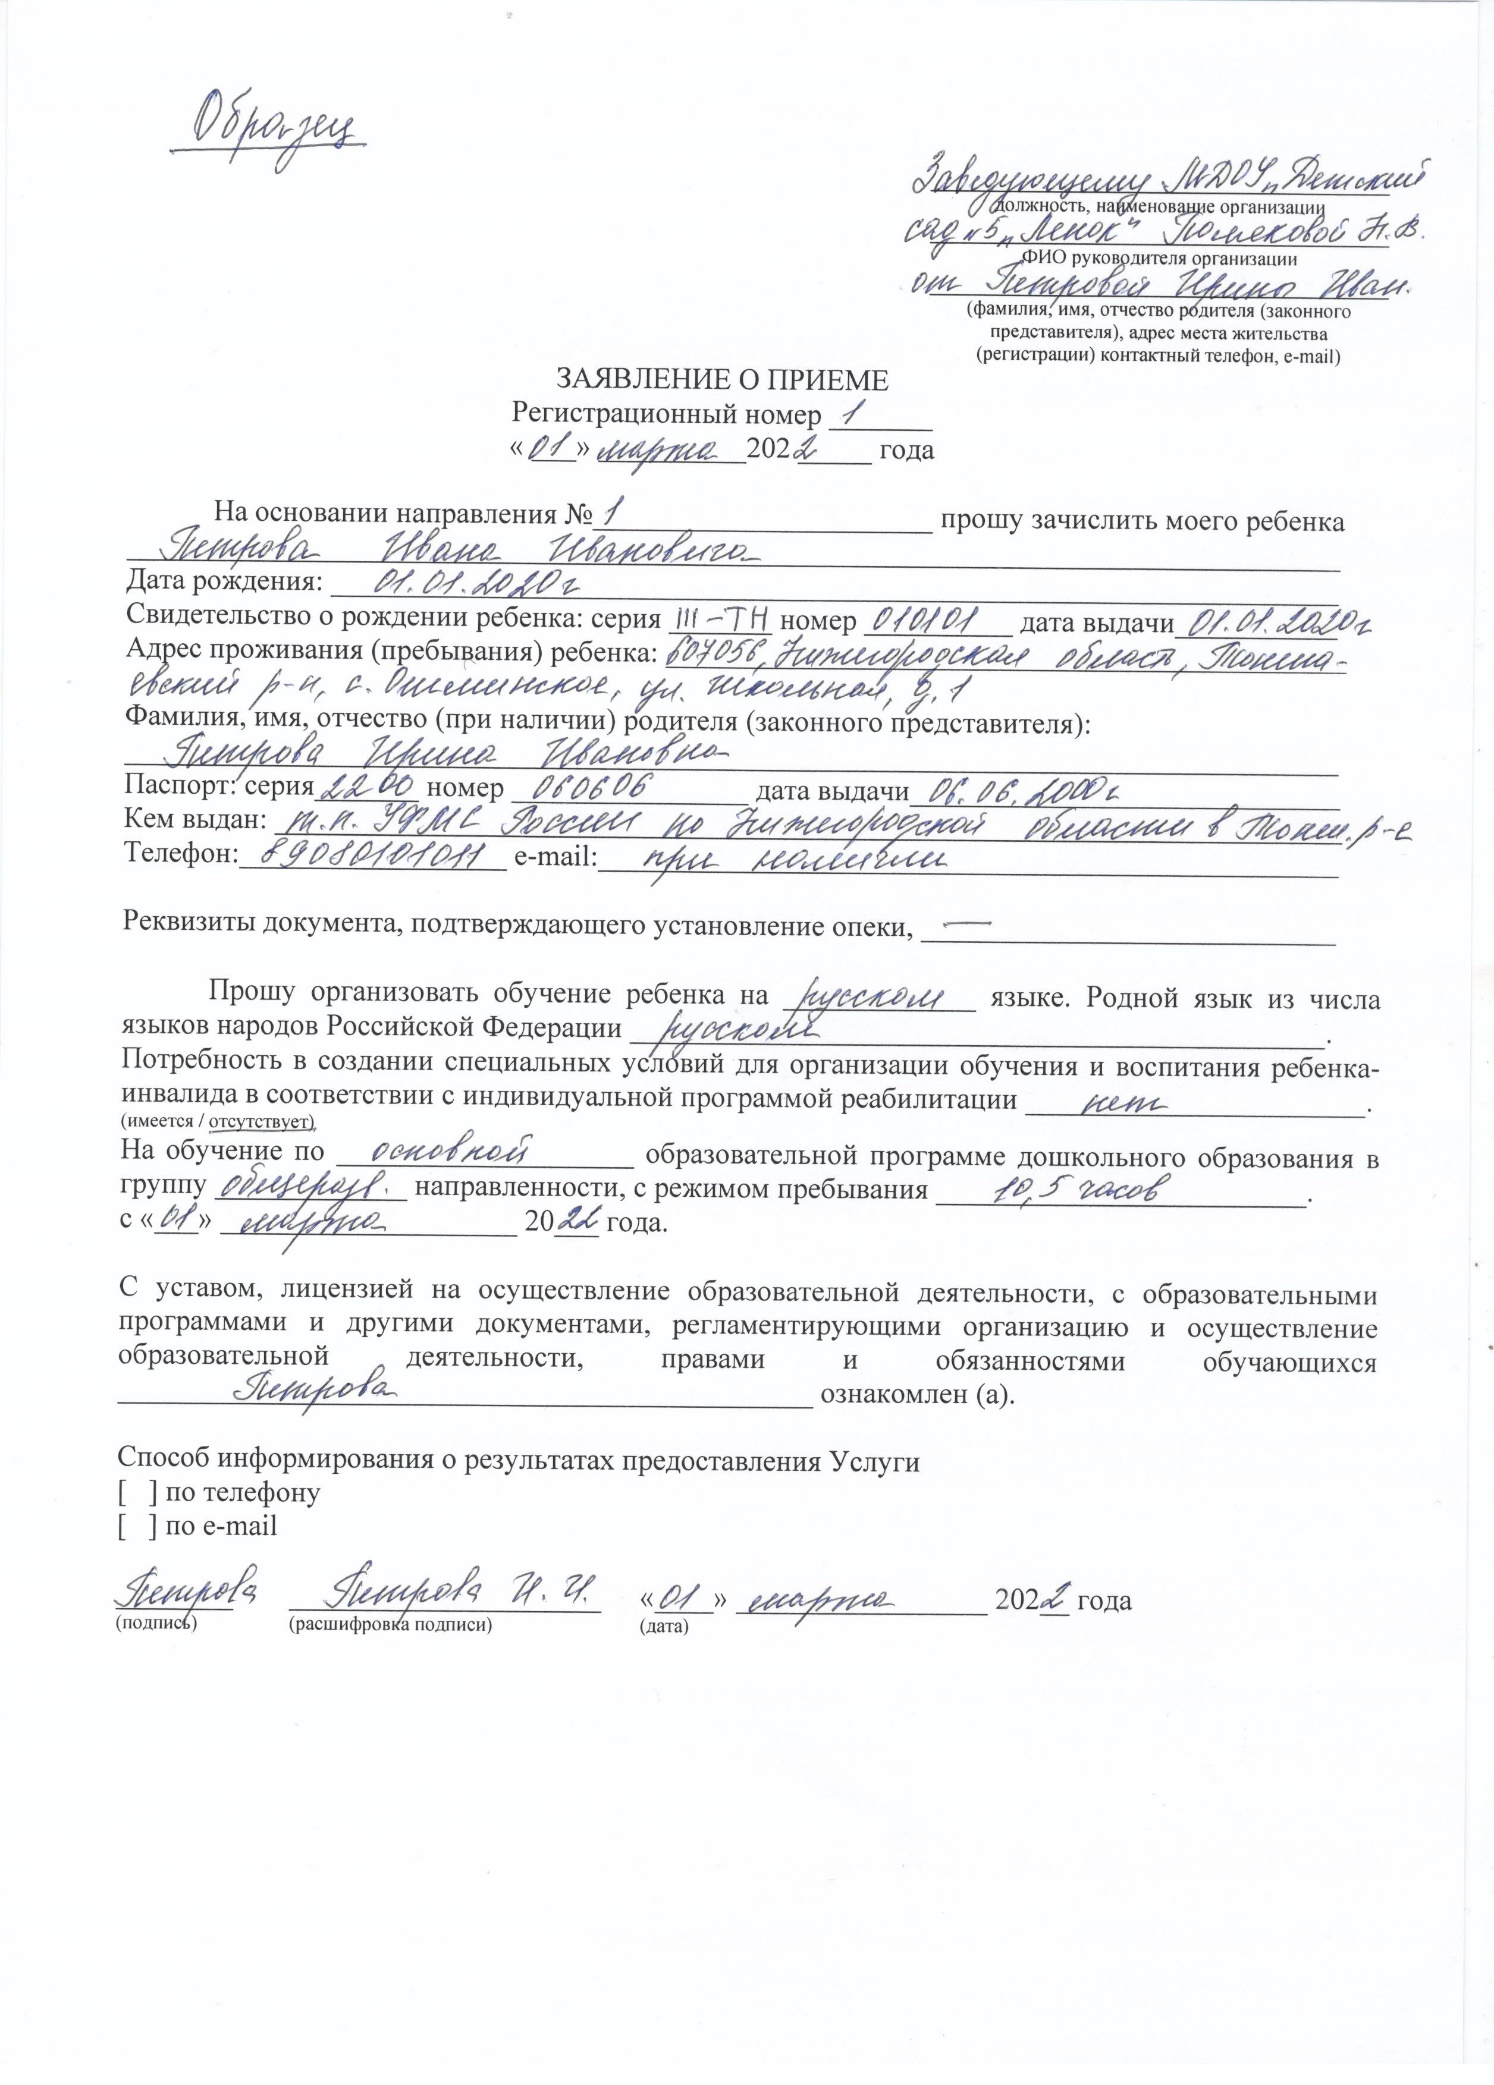 Образец
Заведующему МДОУ „Детский
должность, наименование организации
сад „5„ Ленок“ Поляковой Н.В.
ФИО руководителя организации
от Петровой Ирины Иван.
(фамилия, имя, отчество родителя (законного
представителя), адрес места жительства
(регистрации) контактный телефон, e-mail)
ЗАЯВЛЕНИЕ О ПРИЕМЕ
Регистрационный номер 1
«01» марта 2022 года
На основании направления № 1 прошу зачислить моего ребенка
Петрова Ивана Ивановича
Дата рождения: 01.01.2020г
Свидетельство о рождении ребенка: серия III-ТН номер 010101 дата выдачи 01.01.2020г
Адрес проживания (пребывания) ребенка: 607056, Нижегородская область, Тонша-
евский р-н, с. Ошминское, ул. Школьная, д. 1
Фамилия, имя, отчество (при наличии) родителя (законного представителя):
Петрова Ирина Ивановна
Паспорт: серия 22 00 номер 060606 дата выдачи 06.06.2000г
Кем выдан: т.п. УФМС России по Нижегородской области в Тонш. р-е
Телефон: 89080101011 e-mail: при наличии
Реквизиты документа, подтверждающего установление опеки, —
Прошу организовать обучение ребенка на русском языке. Родной язык из числа
языков народов Российской Федерации русский.
Потребность в создании специальных условий для организации обучения и воспитания ребенка-
инвалида в соответствии с индивидуальной программой реабилитации нет.
(имеется / отсутствует)
На обучение по основной образовательной программе дошкольного образования в
группу общеразв. направленности, с режимом пребывания 10,5 часов.
с «01» марта 2022 года.
С уставом, лицензией на осуществление образовательной деятельности, с образовательными
программами и другими документами, регламентирующими организацию и осуществление
образовательной деятельности, правами и обязанностями обучающихся
Петрова ознакомлен (а).
Способ информирования о результатах предоставления Услуги
[ ] по телефону
[ ] по e-mail
Петрова Петрова И. И. «01» марта 2022 года
(подпись) (расшифровка подписи) (дата)